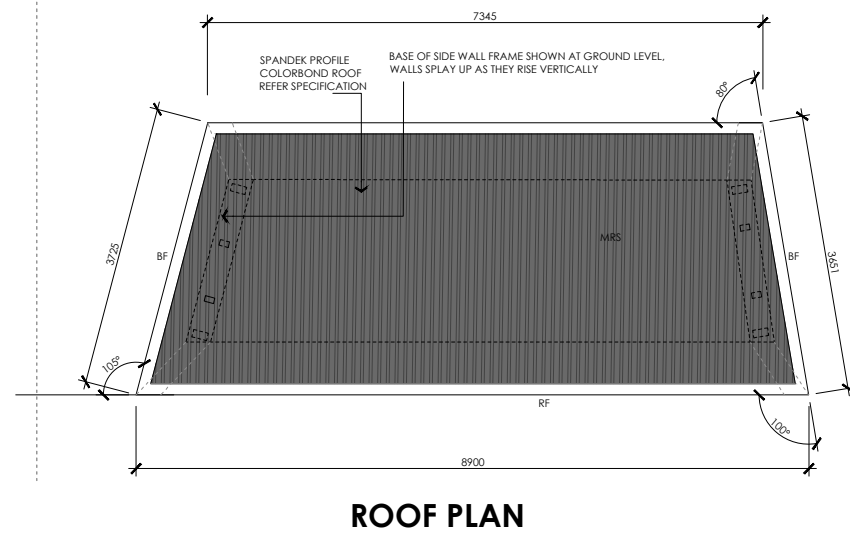 7345
SPANDEK PROFILE
COLORBOND ROOF
REFER SPECIFICATION
BASE OF SIDE WALL FRAME SHOWN AT GROUND LEVEL,
WALLS SPLAY UP AS THEY RISE VERTICALLY
80°
3725
BF
MRS
BF
3651
105°
RF
100°
8900
ROOF PLAN